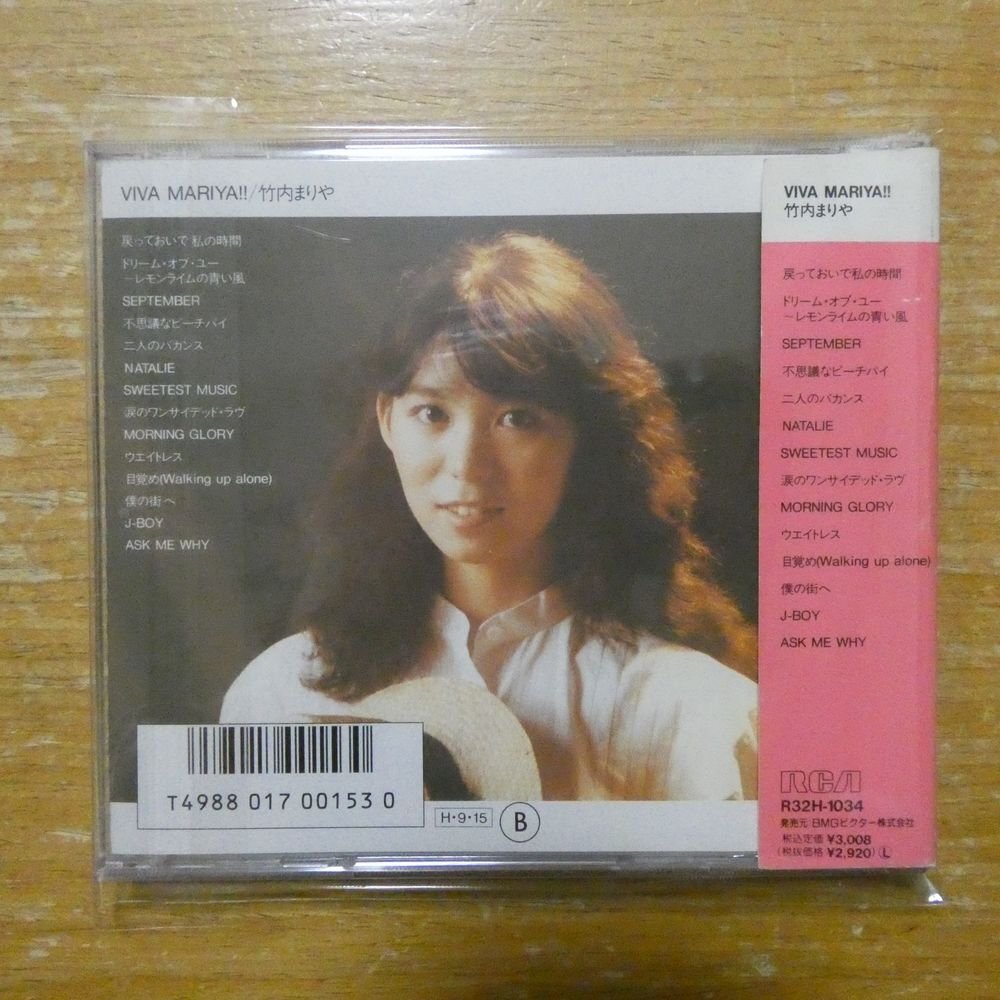 VIVA MARIYA!!/竹内まりや
戻っておいで 私の時間
ドリーム・オブ・ユー
〜レモンライムの青い風
SEPTEMBER
不思議なピーチパイ
二人のバカンス
NATALIE
SWEETEST MUSIC
涙のワンサイデッド・ラヴ
MORNING GLORY
ウエイトレス
目覚め(Walking up alone)
僕の街へ
J-BOY
ASK ME WHY
T4988 017 00153 0
H・9・15
B
VIVA MARIYA!!
竹内まりや
戻っておいで私の時間
ドリーム・オブ・ユー
〜レモンライムの青い風
SEPTEMBER
不思議なピーチパイ
二人のバカンス
NATALIE
SWEETEST MUSIC
涙のワンサイデッド・ラヴ
MORNING GLORY
ウエイトレス
目覚め(Walking up alone)
僕の街へ
J-BOY
ASK ME WHY
RCA
R32H-1034
発売元・BMGビクター株式会社
税込定価 ¥3,008
(税抜価格 ¥2,920) L